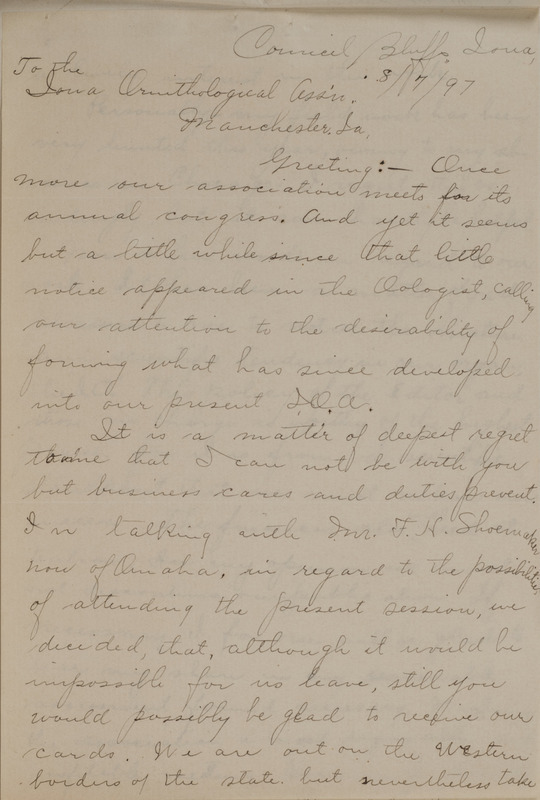 Council Bluffs Iowa,
To the 8/17/97
Iowa Ornithological Ass'n.
Manchester, Ia.
Greeting:— Once
more our association meets for its
annual congress. And yet it seems
but a little while since that little
notice appeared in the Oologist, calling
our attention to the desirability of
forming what has since developed
into our present I.O.A.
It is a matter of deepest regret
to me that I can not be with you
but business cares and duties prevent.
In talking with Mr. F. H. Shoemaker
now of Omaha, in regard to the possibilities
of attending the present session, we
decided, that, although it would be
impossible for us leave, still you
would possibly be glad to receive our
cards. We are out on the Western
borders of the state but nevertheless take